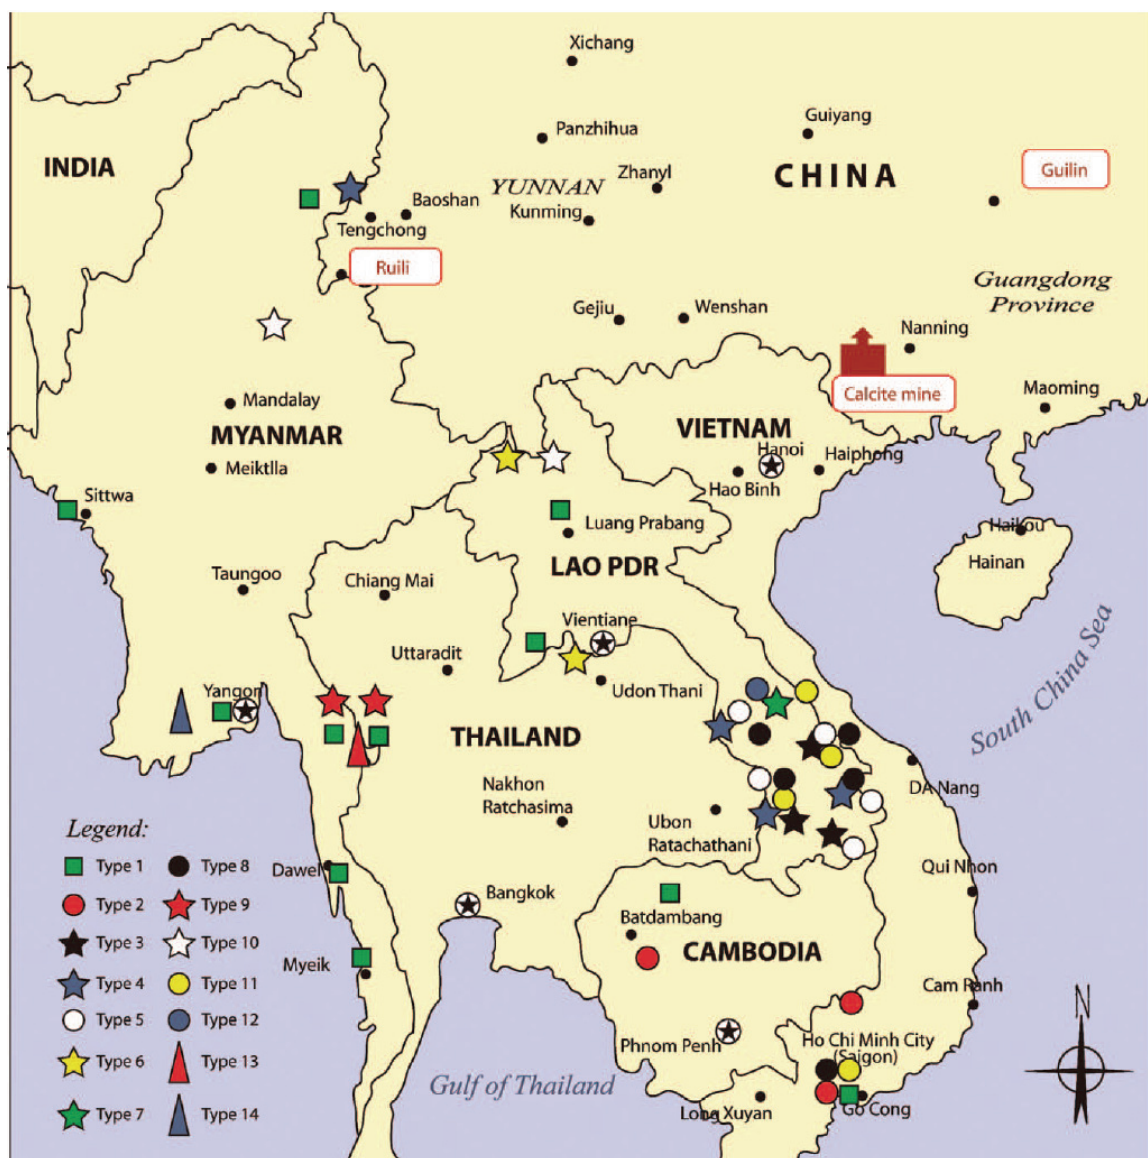 Xichang
Panzhihua
Guiyang
INDIA
CHINA
Guilin
Zhanyl
YUNNAN
Kunming
Baoshan
Tengchong
Ruili
Guangdong
Province
Gejiu
Wenshan
Nanning
Calcite mine
Maoming
Mandalay
MYANMAR
VIETNAM
Hanoi
Haiphong
Hao Binh
Meiktlla
Sittwa
Luang Prabang
Haikou
Hainan
LAO PDR
Taungoo
Chiang Mai
Vientiane
Uttaradit
Udon Thani
Yangon
THAILAND
South China Sea
Nakhon
Ratchasima
DA Nang
Ubon
Ratachathani
Legend:
Type 1
Type 8
Type 2
Type 9
Type 3
Type 10
Type 4
Type 11
Type 5
Type 12
Type 6
Type 13
Type 7
Type 14
Dawel
Bangkok
Qui Nhon
Batdambang
CAMBODIA
Myeik
Cam Ranh
N
Phnom Penh
Ho Chi Minh City
(Saigon)
Gulf of Thailand
Long Xuyan
Go Cong